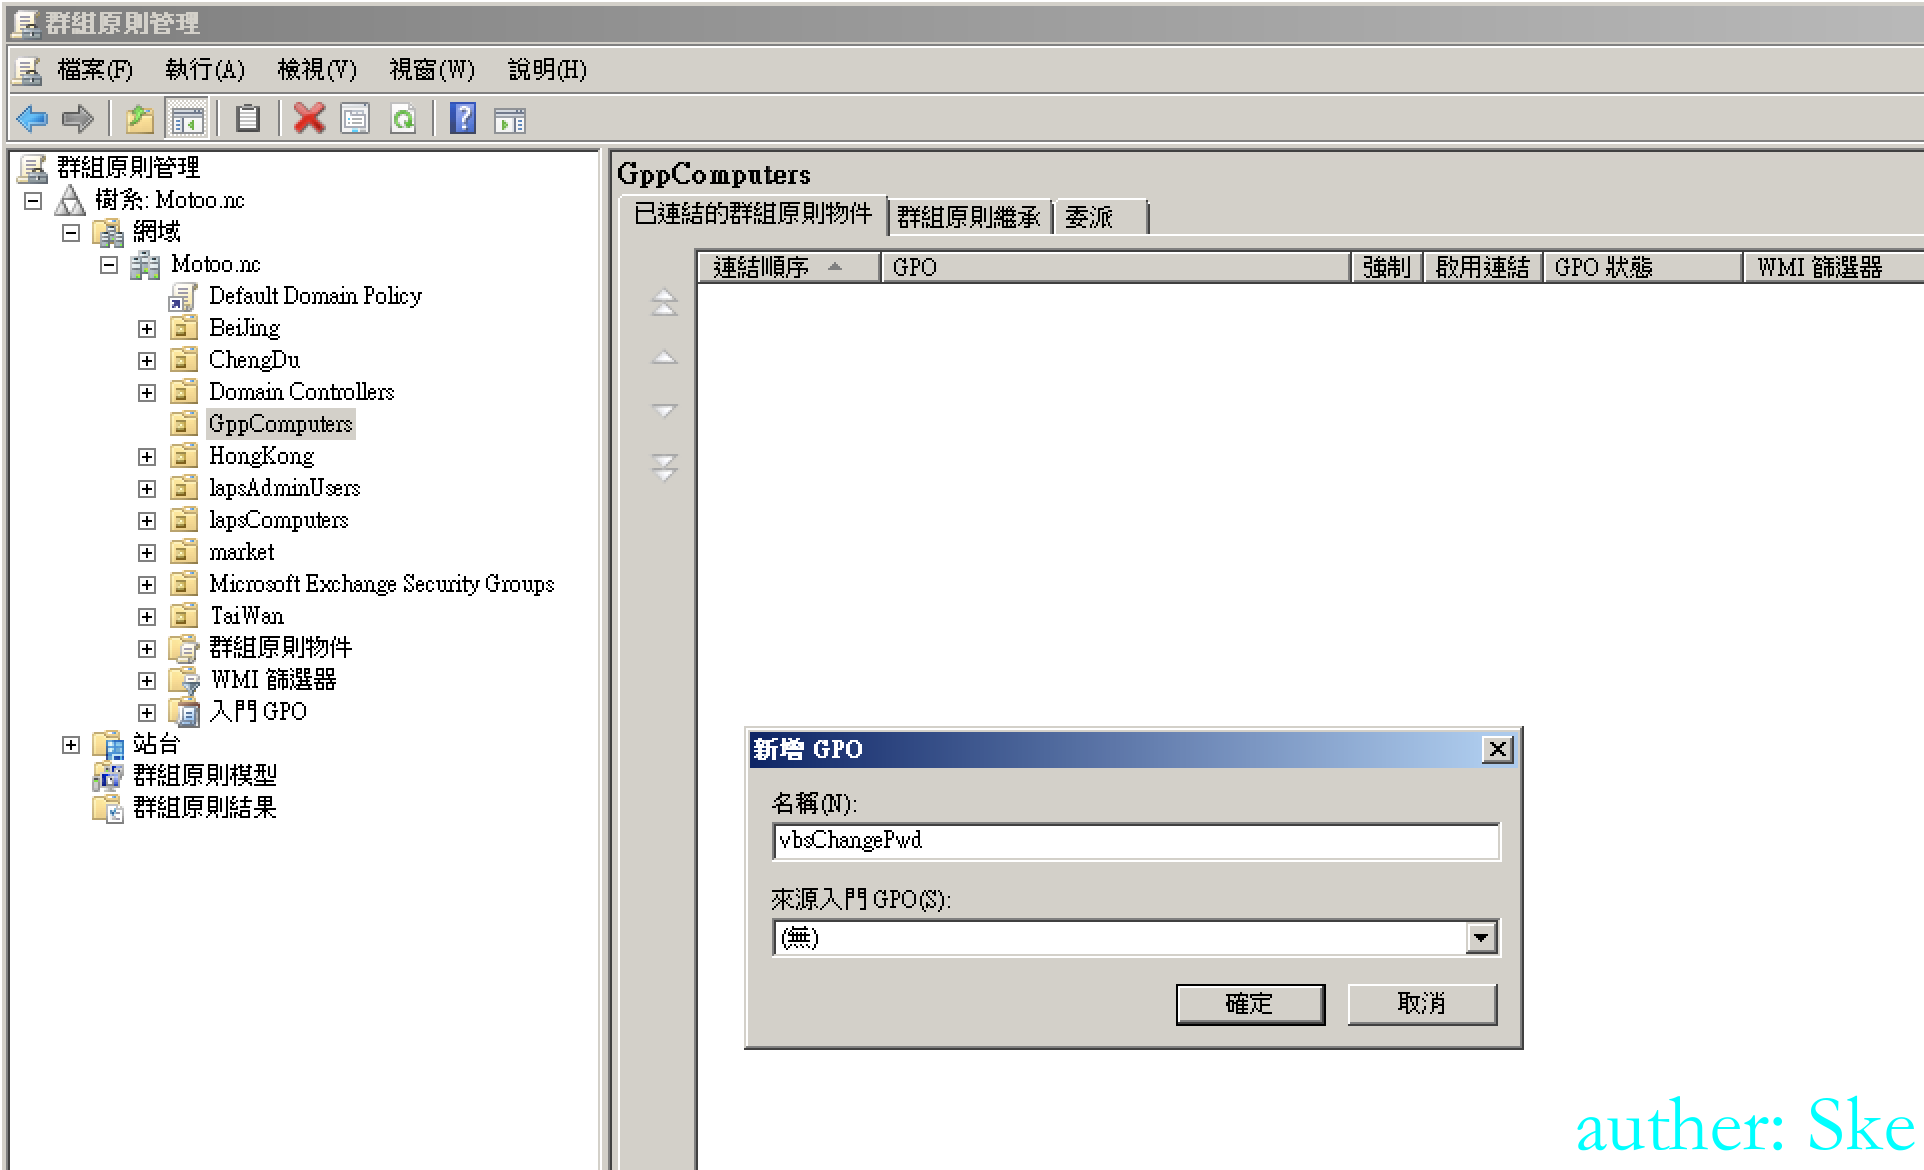 群組原則管理
檔案(F) 執行(A) 檢視(V) 視窗(W) 說明(H)
群組原則管理
樹系: Motoo.nc
網域
Motoo.nc
Default Domain Policy
BeiJing
ChengDu
Domain Controllers
GppComputers
HongKong
lapsAdminUsers
lapsComputers
market
Microsoft Exchange Security Groups
TaiWan
群組原則物件
WMI 篩選器
入門 GPO
站台
群組原則模型
群組原則結果
GppComputers
已連結的群組原則物件 群組原則繼承 委派
連結順序 GPO 強制 啟用連結 GPO 狀態 WMI 篩選器
新增 GPO
名稱(N):
vbsChangePwd
來源入門 GPO(S):
(無)
確定 取消
auther: Ske